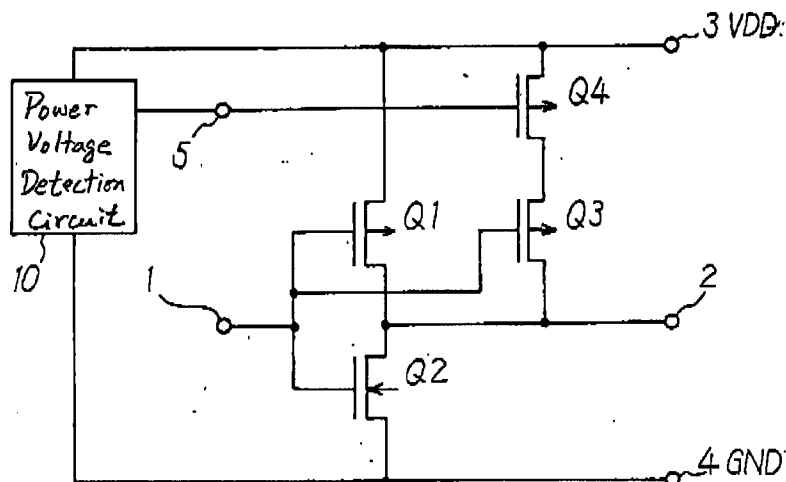 3 VDD
Power
Voltage
Detection
Circuit
10
5
Q4
Q1
Q3
1
2
Q2
4 GND